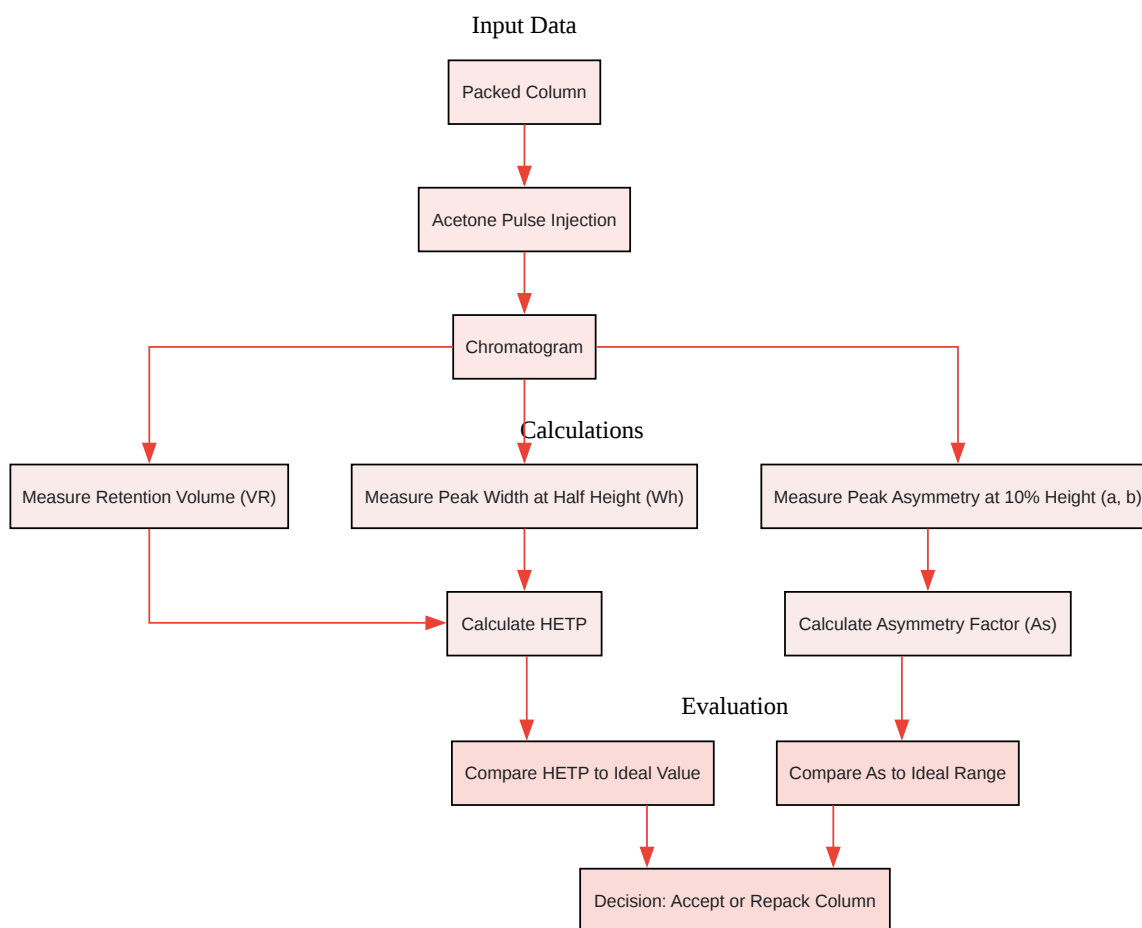 Input Data
Packed Column
Acetone Pulse Injection
Chromatogram
Calculations
Measure Retention Volume (VR)
Measure Peak Width at Half Height (Wh)
Measure Peak Asymmetry at 10% Height (a, b)
Calculate HETP
Calculate Asymmetry Factor (As)
Evaluation
Compare HETP to Ideal Value
Compare As to Ideal Range
Decision: Accept or Repack Column